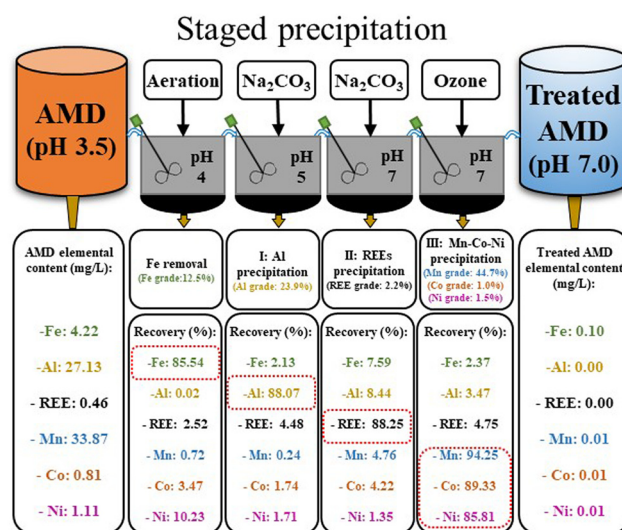 Staged precipitation
AMD
(pH 3.5)
Aeration
Na₂CO₃
Na₂CO₃
Ozone
Treated
AMD
(pH 7.0)
pH
4
pH
5
pH
7
pH
7
AMD elemental
content (mg/L):
-Fe: 4.22
-Al: 27.13
- REE: 0.46
- Mn: 33.87
- Co: 0.81
- Ni: 1.11
Fe removal
(Fe grade:12.5%)
Recovery (%):
-Fe: 85.54
-Al: 0.02
- REE: 2.52
- Mn: 0.72
- Co: 3.47
- Ni: 10.23
I: Al
precipitation
(Al grade: 23.9%)
Recovery (%):
-Fe: 2.13
-Al: 88.07
- REE: 4.48
- Mn: 0.24
- Co: 1.74
- Ni: 1.71
II: REEs
precipitation
(REE grade: 2.2%)
Recovery (%):
-Fe: 7.59
-Al: 8.44
- REE: 88.25
- Mn: 4.76
- Co: 4.22
- Ni: 1.35
III: Mn-Co-Ni
precipitation
(Mn grade: 44.7%)
(Co grade: 1.0%)
(Ni grade: 1.5%)
Recovery (%):
-Fe: 2.37
-Al: 3.47
- REE: 4.75
- Mn: 94.25
- Co: 89.33
- Ni: 85.81
Treated AMD
elemental content
(mg/L):
-Fe: 0.10
-Al: 0.00
- REE: 0.00
- Mn: 0.01
- Co: 0.01
- Ni: 0.01